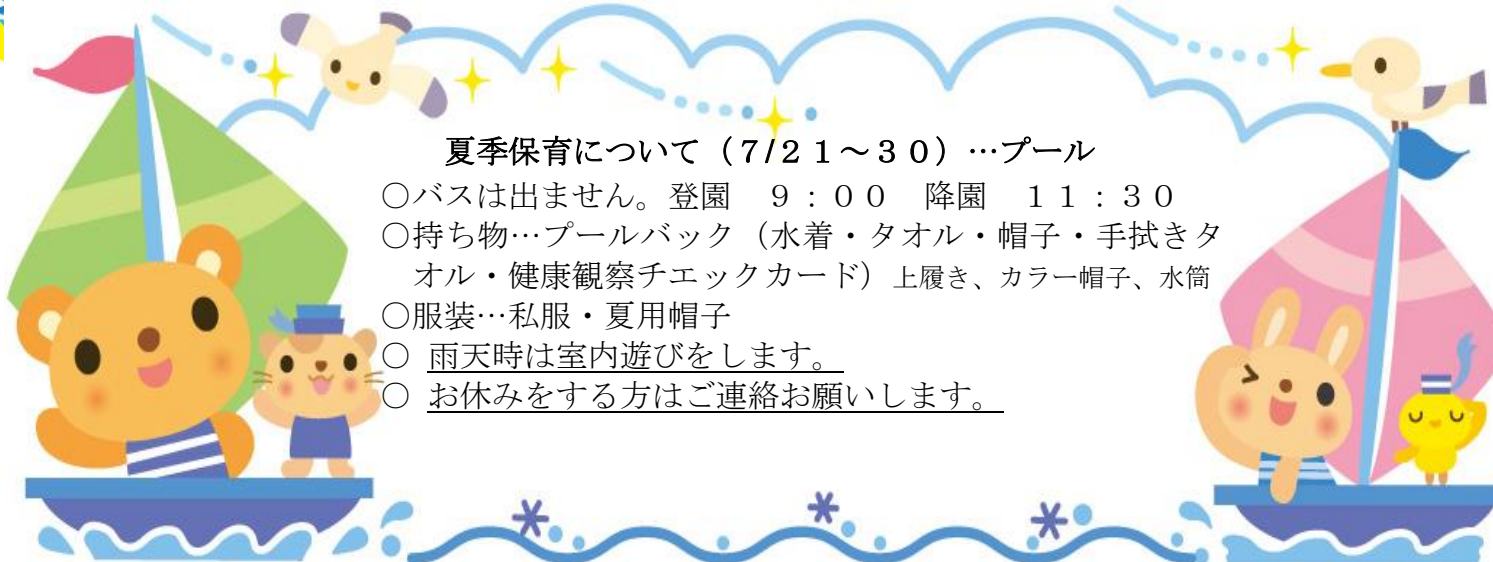 夏季保育について（７/２１～３０）…プール
○バスは出ません。登園　９：００　降園　１１：３０
○持ち物…プールバック（水着・タオル・帽子・手拭きタ
オル・健康観察チエックカード）上履き、カラー帽子、水筒
○服装…私服・夏用帽子
○ 雨天時は室内遊びをします。
○ お休みをする方はご連絡お願いします。